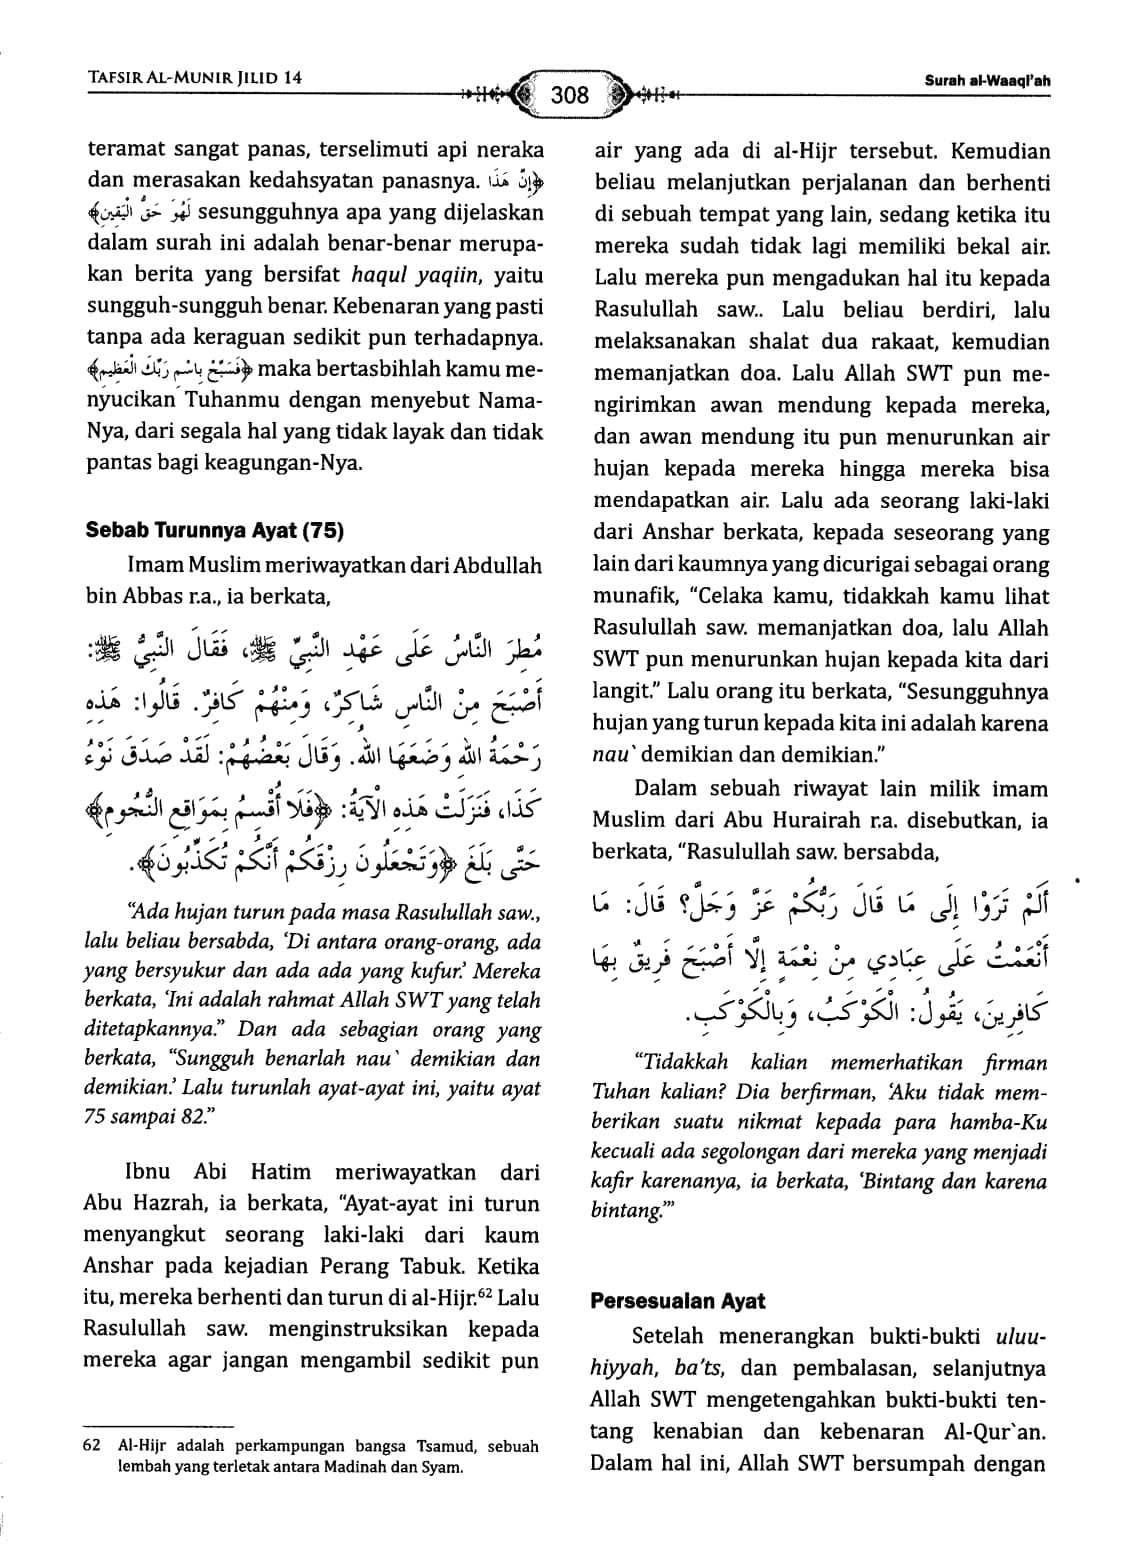 TAFSIR AL-MUNIR JILID 14
308
Surah al-Waaqi'ah
teramat sangat panas, terselimuti api neraka
dan merasakan kedahsyatan panasnya. ﴿إِنَّ هَذَا
لَهُوَ حَقُّ الْيَقِينِ﴾ sesungguhnya apa yang dijelaskan
dalam surah ini adalah benar-benar merupa-
kan berita yang bersifat haqul yaqiin, yaitu
sungguh-sungguh benar. Kebenaran yang pasti
tanpa ada keraguan sedikit pun terhadapnya.
﴿فَسَبِّحْ بِاسْمِ رَبِّكَ الْعَظِيمِ﴾ maka bertasbihlah kamu me-
nyucikan Tuhanmu dengan menyebut Nama-
Nya, dari segala hal yang tidak layak dan tidak
pantas bagi keagungan-Nya.
Sebab Turunnya Ayat (75)
Imam Muslim meriwayatkan dari Abdullah
bin Abbas r.a., ia berkata,
مُطِرَ النَّاسُ عَلَى عَهْدِ النَّبِيِّ ﷺ، فَقَالَ النَّبِيُّ ﷺ:
أَصْبَحَ مِنْ النَّاسِ شَاكِرٌ، وَمِنْهُمْ كَافِرٌ. قَالُوا: هَذِهِ
رَحْمَةُ اللهِ وَضَعَهَا اللهُ. وَقَالَ بَعْضُهُمْ: لَقَدْ صَدَقَ نَوْءُ
كَذَا، فَنَزَلَتْ هَذِهِ الْآيَةُ: ﴿فَلَا أُقْسِمُ بِمَوَاقِعِ النُّجُومِ﴾
حَتَّى بَلَغَ ﴿وَتَجْعَلُونَ رِزْقَكُمْ أَنَّكُمْ تُكَذِّبُونَ﴾.
"Ada hujan turun pada masa Rasulullah saw.,
lalu beliau bersabda, 'Di antara orang-orang, ada
yang bersyukur dan ada ada yang kufur.' Mereka
berkata, 'Ini adalah rahmat Allah SWT yang telah
ditetapkannya." Dan ada sebagian orang yang
berkata, "Sungguh benarlah nau` demikian dan
demikian.' Lalu turunlah ayat-ayat ini, yaitu ayat
75 sampai 82."
Ibnu Abi Hatim meriwayatkan dari
Abu Hazrah, ia berkata, "Ayat-ayat ini turun
menyangkut seorang laki-laki dari kaum
Anshar pada kejadian Perang Tabuk. Ketika
itu, mereka berhenti dan turun di al-Hijr.⁶² Lalu
Rasulullah saw. menginstruksikan kepada
mereka agar jangan mengambil sedikit pun
62 Al-Hijr adalah perkampungan bangsa Tsamud, sebuah
lembah yang terletak antara Madinah dan Syam.
air yang ada di al-Hijr tersebut. Kemudian
beliau melanjutkan perjalanan dan berhenti
di sebuah tempat yang lain, sedang ketika itu
mereka sudah tidak lagi memiliki bekal air.
Lalu mereka pun mengadukan hal itu kepada
Rasulullah saw.. Lalu beliau berdiri, lalu
melaksanakan shalat dua rakaat, kemudian
memanjatkan doa. Lalu Allah SWT pun me-
ngirimkan awan mendung kepada mereka,
dan awan mendung itu pun menurunkan air
hujan kepada mereka hingga mereka bisa
mendapatkan air. Lalu ada seorang laki-laki
dari Anshar berkata, kepada seseorang yang
lain dari kaumnya yang dicurigai sebagai orang
munafik, "Celaka kamu, tidakkah kamu lihat
Rasulullah saw. memanjatkan doa, lalu Allah
SWT pun menurunkan hujan kepada kita dari
langit." Lalu orang itu berkata, "Sesungguhnya
hujan yang turun kepada kita ini adalah karena
nau` demikian dan demikian."
Dalam sebuah riwayat lain milik imam
Muslim dari Abu Hurairah r.a. disebutkan, ia
berkata, "Rasulullah saw. bersabda,
أَلَمْ تَرَوْا إِلَى مَا قَالَ رَبُّكُمْ عَزَّ وَجَلَّ؟ قَالَ: مَا
أَنْعَمْتُ عَلَى عِبَادِي مِنْ نِعْمَةٍ إِلَّا أَصْبَحَ فَرِيقٌ بِهَا
كَافِرِينَ، يَقُولُ: الْكَوْكَبُ، وَبِالْكَوْكَبِ.
"Tidakkah kalian memerhatikan firman
Tuhan kalian? Dia berfirman, 'Aku tidak mem-
berikan suatu nikmat kepada para hamba-Ku
kecuali ada segolongan dari mereka yang menjadi
kafir karenanya, ia berkata, 'Bintang dan karena
bintang.'"
Persesualan Ayat
Setelah menerangkan bukti-bukti uluu-
hiyyah, ba'ts, dan pembalasan, selanjutnya
Allah SWT mengetengahkan bukti-bukti ten-
tang kenabian dan kebenaran Al-Qur`an.
Dalam hal ini, Allah SWT bersumpah dengan